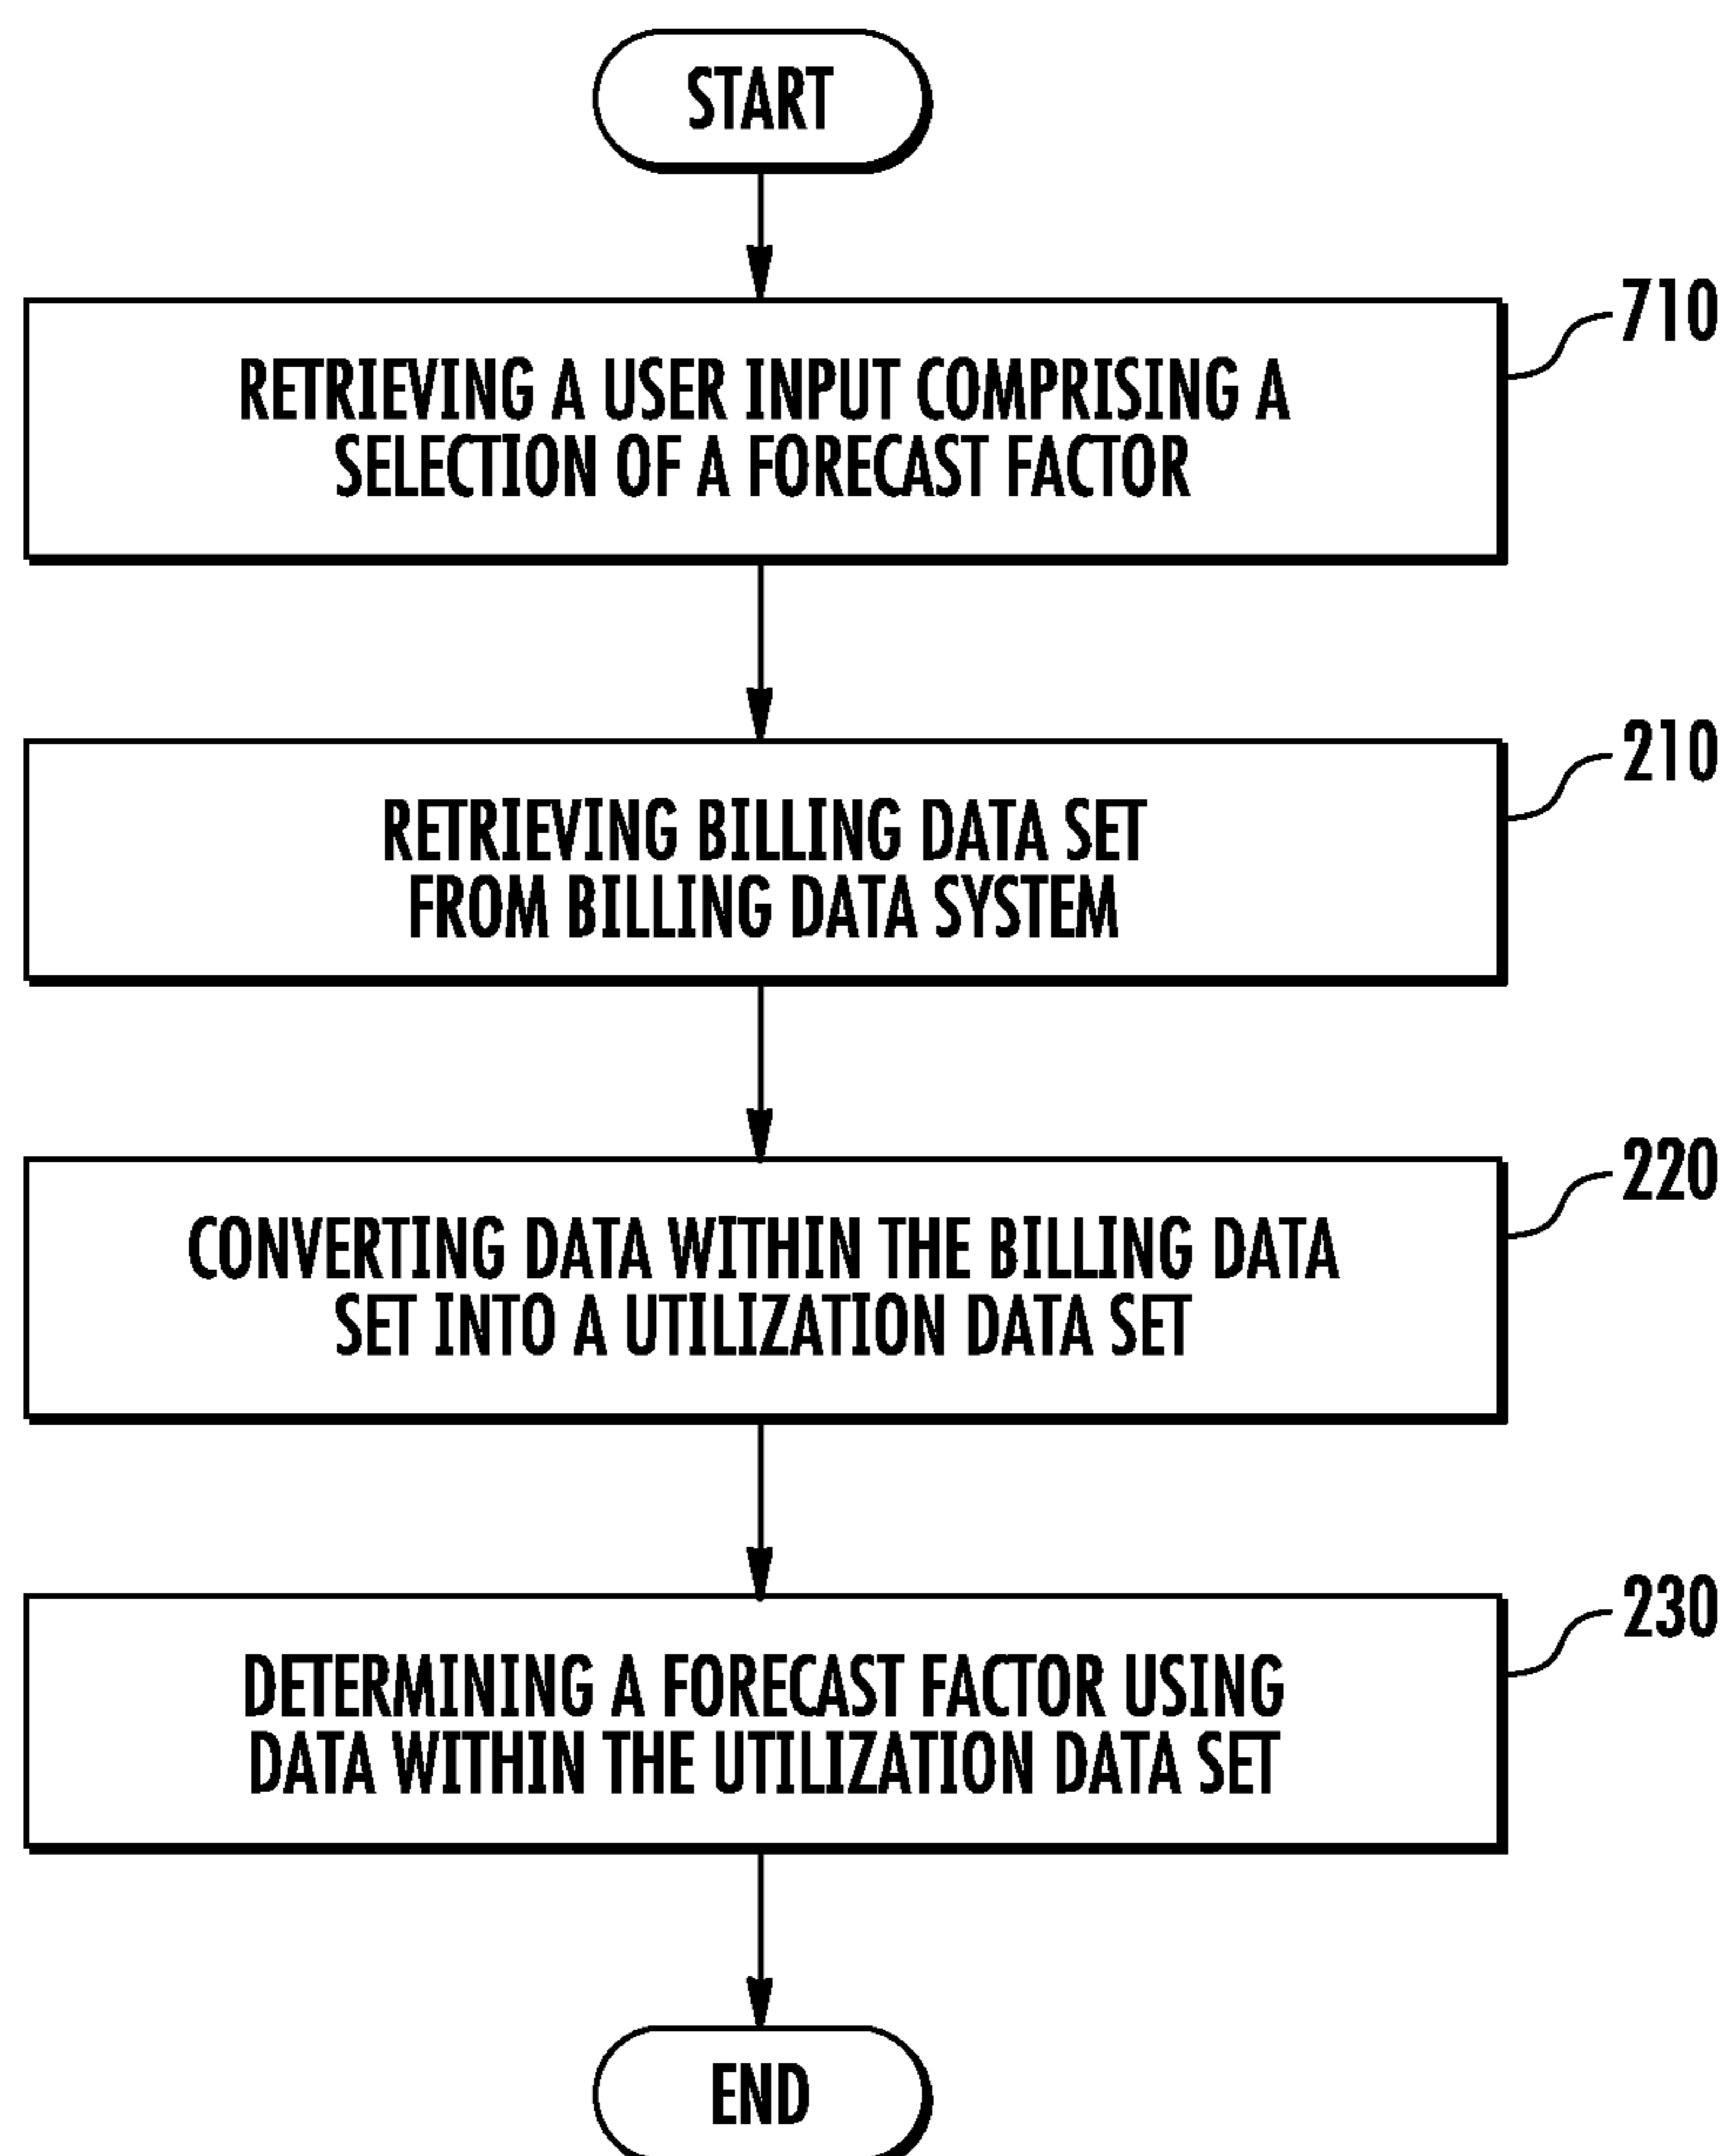 START
710
RETRIEVING A USER INPUT COMPRISING A
SELECTION OF A FORECAST FACTOR
210
RETRIEVING BILLING DATA SET
FROM BILLING DATA SYSTEM
220
CONVERTING DATA WITHIN THE BILLING DATA
SET INTO A UTILIZATION DATA SET
230
DETERMINING A FORECAST FACTOR USING
DATA WITHIN THE UTILIZATION DATA SET
END